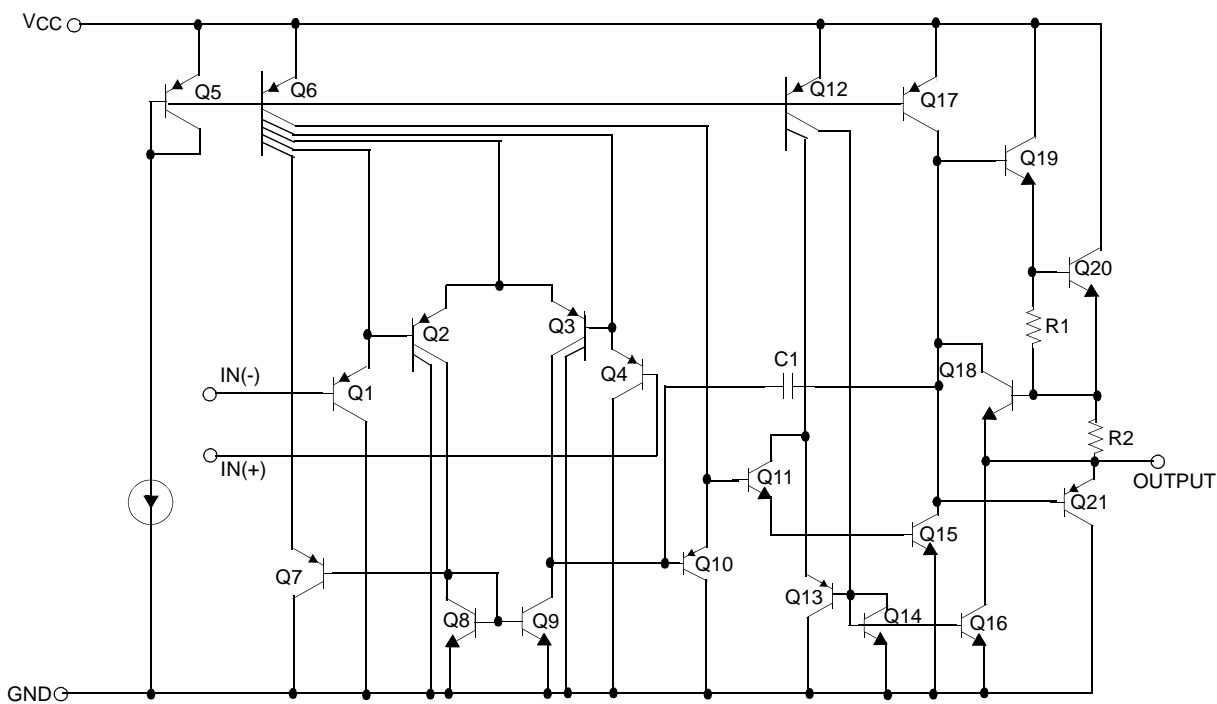 VCC
Q5
Q6
Q12
Q17
Q19
Q20
Q2
Q3
R1
C1
Q4
IN(-)
Q1
Q18
R2
IN(+)
Q11
OUTPUT
Q21
Q15
Q10
Q7
Q13
Q8
Q9
Q14
Q16
GND